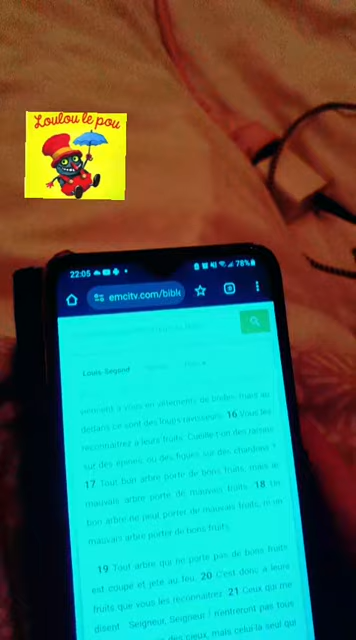 Loulou le pou
22:05 78%
emcitv.com/bible
Louis Segond
viennent à vous en vêtements de brebis, mais au
dedans ce sont des loups ravisseurs. 16 Vous les
reconnaîtrez à leurs fruits. Cueille-t-on des raisins
sur des épines, ou des figues sur des chardons ?
17 Tout bon arbre porte de bons fruits, mais le
mauvais arbre porte de mauvais fruits. 18 Un
bon arbre ne peut porter de mauvais fruits, ni un
mauvais arbre porter de bons fruits.
19 Tout arbre qui ne porte pas de bons fruits
est coupé et jeté au feu. 20 C'est donc à leurs
fruits que vous les reconnaîtrez. 21 Ceux qui me
disent : Seigneur, Seigneur ! n'entreront pas tous
des cieux, mais celui-là seul qui